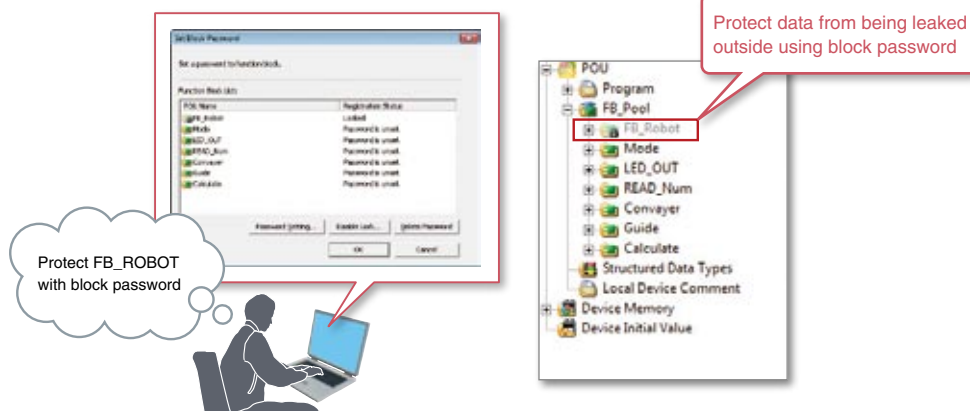 Set Block Password
Set a password to function block.
Function Block Lists
POU Name Registration Status
FB_Robot Locked
Mode Password is unset.
LED_OUT Password is unset.
READ_Num Password is unset.
Convayer Password is unset.
Guide Password is unset.
Calculate Password is unset.
Password Setting... Enable Lock... Delete Password
OK Cancel
Protect FB_ROBOT
with block password
Protect data from being leaked
outside using block password
POU
Program
FB_Pool
FB_Robot
Mode
LED_OUT
READ_Num
Convayer
Guide
Calculate
Structured Data Types
Local Device Comment
Device Memory
Device Initial Value